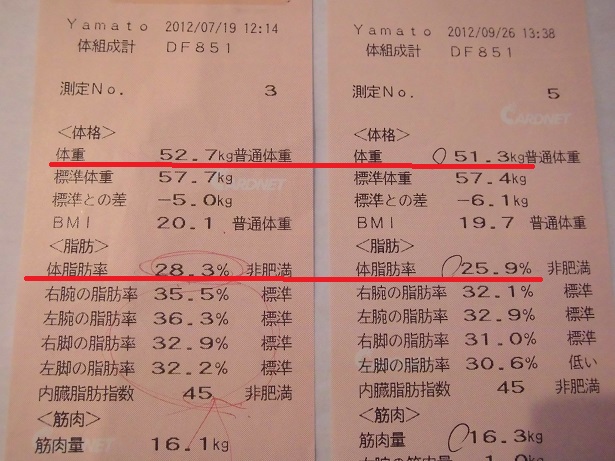 Yamato 2012/07/19 12:14
体組成計 DF851
測定No. 3
<体格>
体重 52.7kg 普通体重
標準体重 57.7kg
標準との差 -5.0kg
BMI 20.1 普通体重
<脂肪>
体脂肪率 28.3% 非肥満
右腕の脂肪率 35.5% 標準
左腕の脂肪率 36.3% 標準
右脚の脂肪率 32.9% 標準
左脚の脂肪率 32.2% 標準
内臓脂肪指数 45 非肥満
<筋肉>
筋肉量 16.1kg
CARDNET
Yamato 2012/09/26 13:38
体組成計 DF851
測定No. 5
CARDNET
<体格>
体重 51.3kg 普通体重
標準体重 57.4kg
標準との差 -6.1kg
BMI 19.7 普通体重
<脂肪>
体脂肪率 25.9% 非肥満
右腕の脂肪率 32.1% 標準
左腕の脂肪率 32.9% 標準
右脚の脂肪率 31.0% 標準
左脚の脂肪率 30.6% 低い
内臓脂肪指数 45 非肥満
<筋肉>
筋肉量 16.3kg